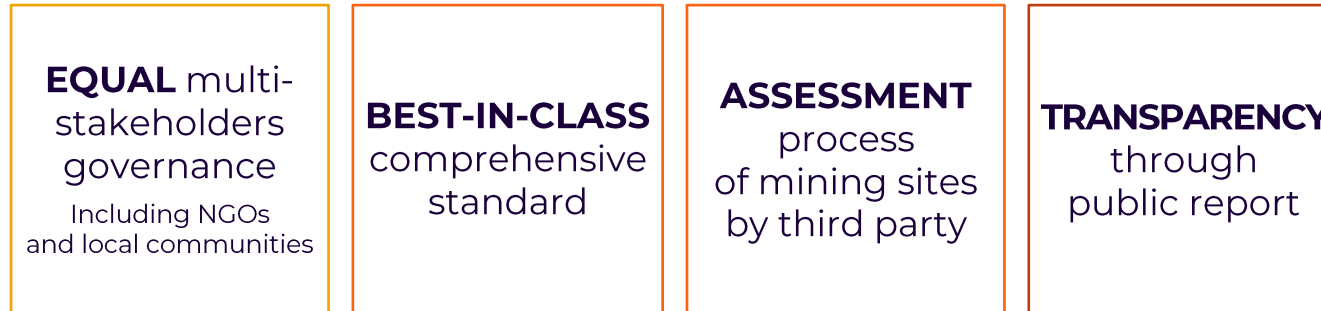 EQUAL multi-
stakeholders
governance
Including NGOs
and local communities
BEST-IN-CLASS
comprehensive
standard
ASSESSMENT
process
of mining sites
by third party
TRANSPARENCY
through
public report